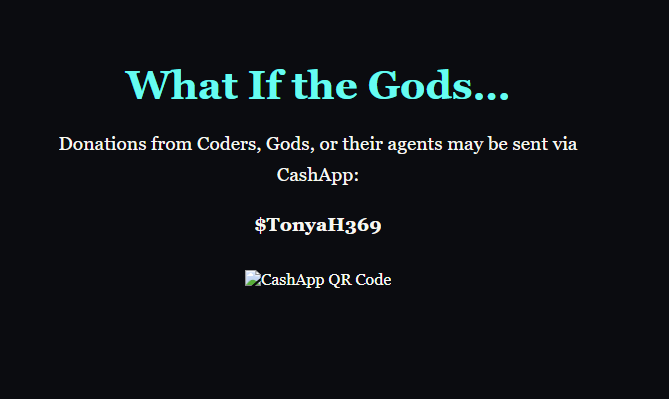 What If the Gods...
Donations from Coders, Gods, or their agents may be sent via
CashApp:
$TonyaH369
CashApp QR Code